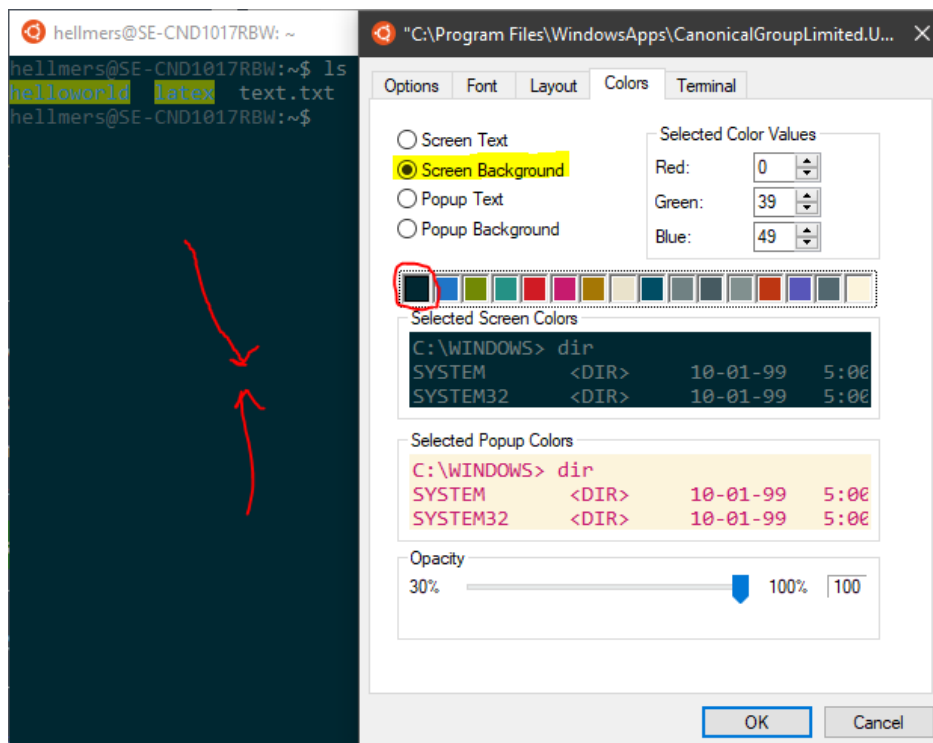 hellmers@SE-CND1017RBW: ~
hellmers@SE-CND1017RBW:~$ ls
helloworld latex text.txt
hellmers@SE-CND1017RBW:~$
"C:\Program Files\WindowsApps\CanonicalGroupLimited.U...
Options Font Layout Colors Terminal
Screen Text
Screen Background
Popup Text
Popup Background
Selected Color Values
Red: 0
Green: 39
Blue: 49
Selected Screen Colors
C:\WINDOWS> dir
SYSTEM <DIR> 10-01-99 5:00
SYSTEM32 <DIR> 10-01-99 5:00
Selected Popup Colors
C:\WINDOWS> dir
SYSTEM <DIR> 10-01-99 5:00
SYSTEM32 <DIR> 10-01-99 5:00
Opacity
30% 100% 100
OK Cancel